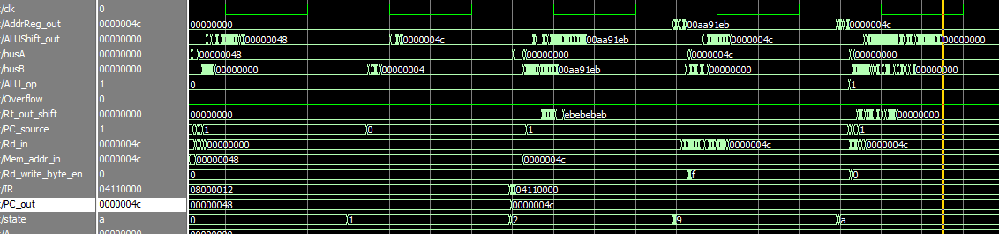 :/clk 0
:/AddrReg_out 0000004c 00000000 00aa91eb 0000004c
:/ALUShift_out 00000000 00000048 0000004c 00aa91eb 0000004c 00000000
:/busA 00000000 00000048 00000000 0000004c 00000000
:/busB 00000000 00000000 00000004 00aa91eb 00000000 00000000
:/ALU_op 1 0 1
:/Overflow 0
:/Rt_out_shift 00000000 00000000 ebebebeb 00000000
:/PC_source 1 1 0 1 1
:/Rd_in 0000004c 00000000 0000004c 0000004c
:/Mem_addr_in 0000004c 00000048 0000004c
:/Rd_write_byte_en 0 0 f 0
:/IR 04110000 08000012 04110000
:/PC_out 0000004c 00000048 0000004c
:/state a 0 1 2 9 a